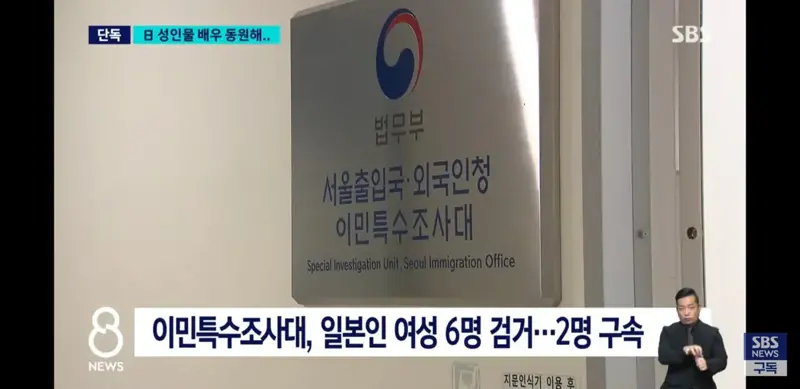 단독
日 성인물 배우 동원해..
SBS
법무부
서울출입국·외국인청
이민특수조사대
Special Investigation Unit, Seoul Immigration Office
8 NEWS
이민특수조사대, 일본인 여성 6명 검거…2명 구속
SBS NEWS
구독
지문인식기 이용 후